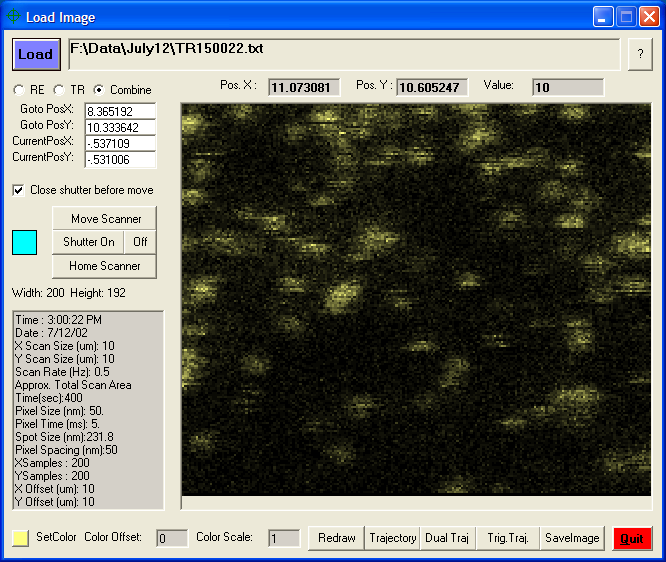 Load Image
Load
F:\Data\July12\TR150022.txt
?
RE TR Combine
Pos. X : 11.073081 Pos. Y : 10.605247 Value: 10
Goto PosX: 8.365192
Goto PosY: 10.333642
CurrentPosX: -.537109
CurrentPosY: -.531006
Close shutter before move
Move Scanner
Shutter On Off
Home Scanner
Width: 200 Height: 192
Time : 3:00:22 PM
Date : 7/12/02
X Scan Size (um): 10
Y Scan Size (um): 10
Scan Rate (Hz): 0.5
Approx. Total Scan Area
Time(sec):400
Pixel Size (nm): 50.
Pixel Time (ms): 5.
Spot Size (nm):231.8
Pixel Spacing (nm):50
XSamples : 200
YSamples : 200
X Offset (um): 10
Y Offset (um): 10
SetColor Color Offset: 0 Color Scale: 1 Redraw Trajectory Dual Traj Trig.Traj. SaveImage Quit